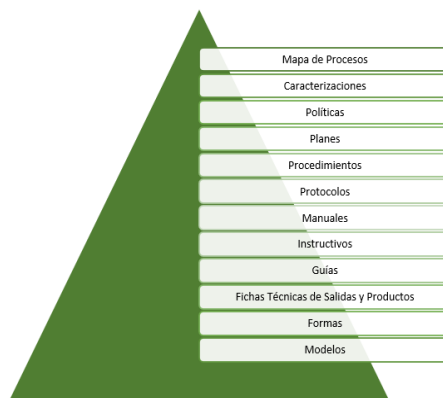 Mapa de Procesos
Caracterizaciones
Políticas
Planes
Procedimientos
Protocolos
Manuales
Instructivos
Guías
Fichas Técnicas de Salidas y Productos
Formas
Modelos